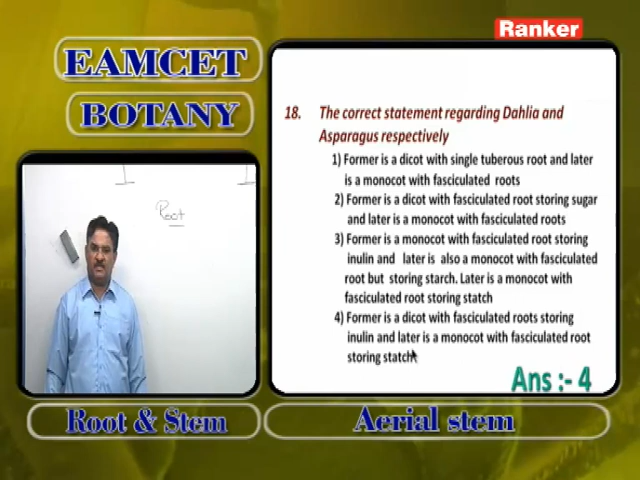 Ranker
EAMCET
BOTANY
18. The correct statement regarding Dahlia and
Asparagus respectively
1) Former is a dicot with single tuberous root and later
is a monocot with fasciculated roots
2) Former is a dicot with fasciculated root storing sugar
and later is a monocot with fasciculated roots
3) Former is a monocot with fasciculated root storing
inulin and later is also a monocot with fasciculated
root but storing starch. Later is a monocot with
fasciculated root storing statch
4) Former is a dicot with fasciculated roots storing
inulin and later is a monocot with fasciculated root
storing statch
Ans :- 4
Root
Root & Stem
Aerial stem